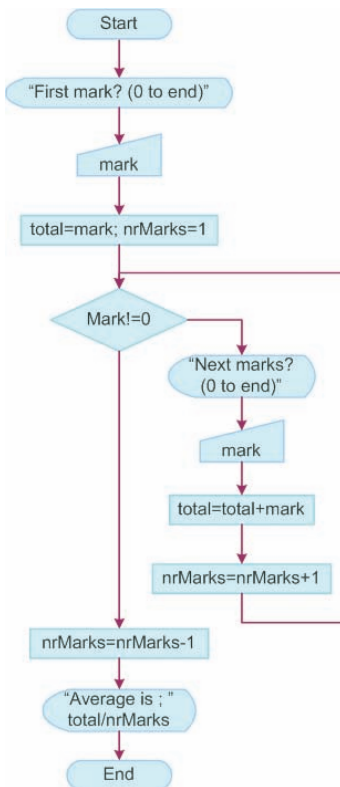 Start
“First mark? (0 to end)”
mark
total=mark; nrMarks=1
Mark!=0
“Next marks?
(0 to end)”
mark
total=total+mark
nrMarks=nrMarks+1
nrMarks=nrMarks-1
“Average is ; ”
total/nrMarks
End